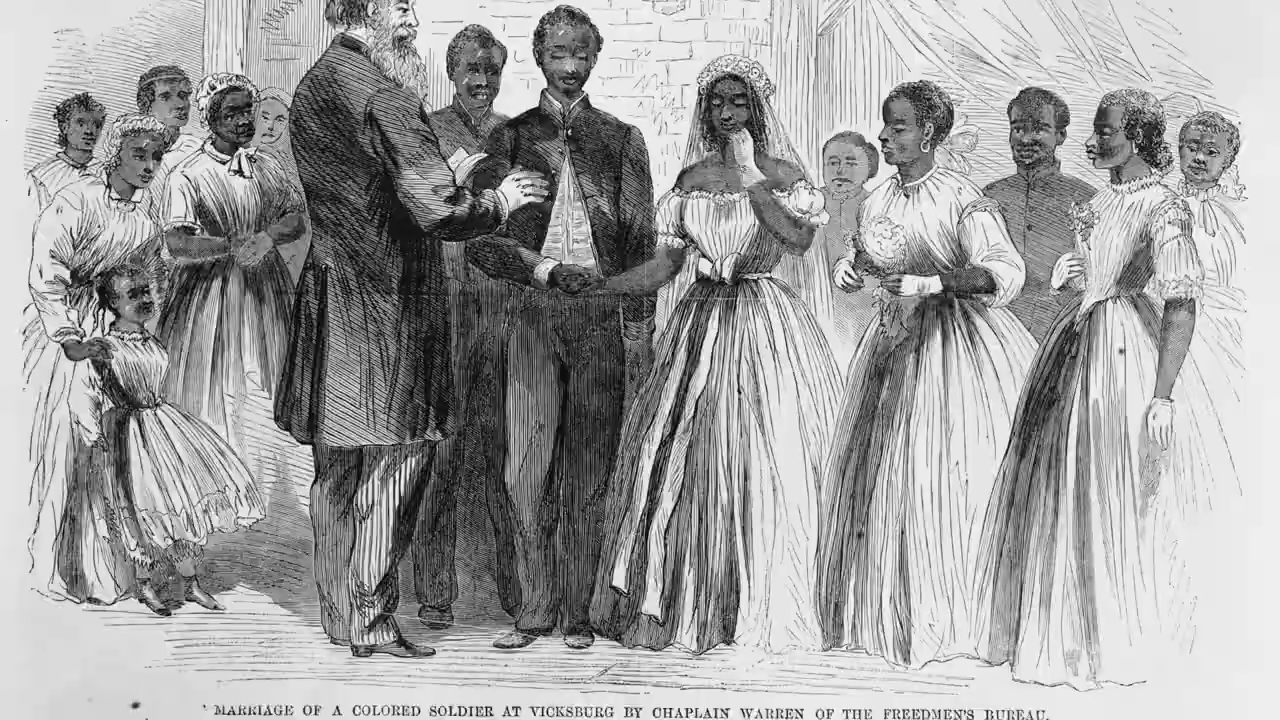 MARRIAGE OF A COLORED SOLDIER AT VICKSBURG BY CHAPLAIN WARREN OF THE FREEDMEN'S BUREAU.